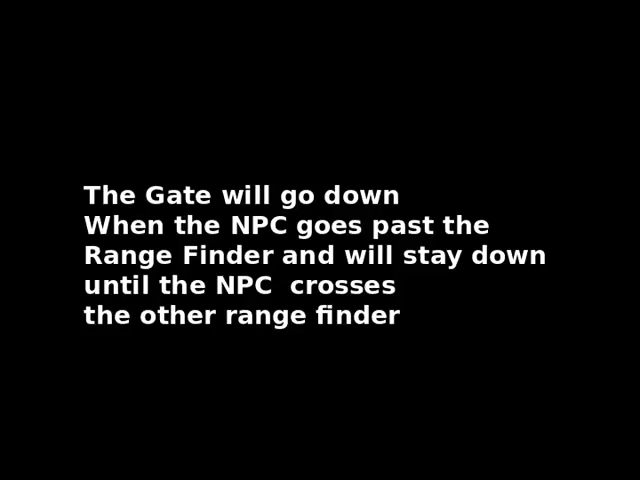 The Gate will go down
When the NPC goes past the
Range Finder and will stay down
until the NPC  crosses
the other range finder